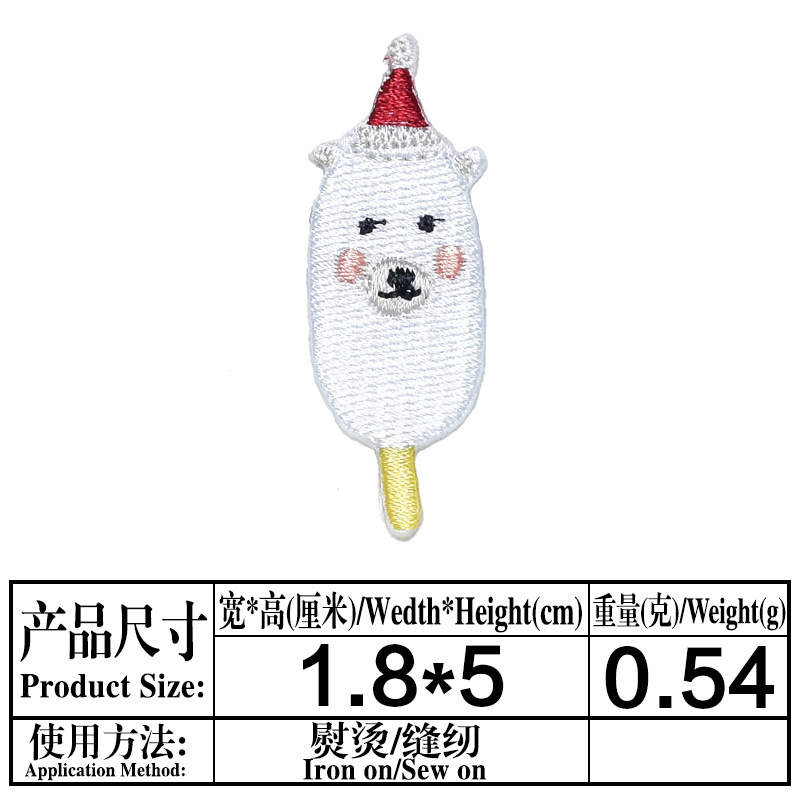 产品尺寸
Product Size:
宽*高(厘米)/Wedth*Height(cm)
重量(克)/Weight(g)
1.8*5
0.54
使用方法:
Application Method:
熨烫/缝纫
Iron on/Sew on